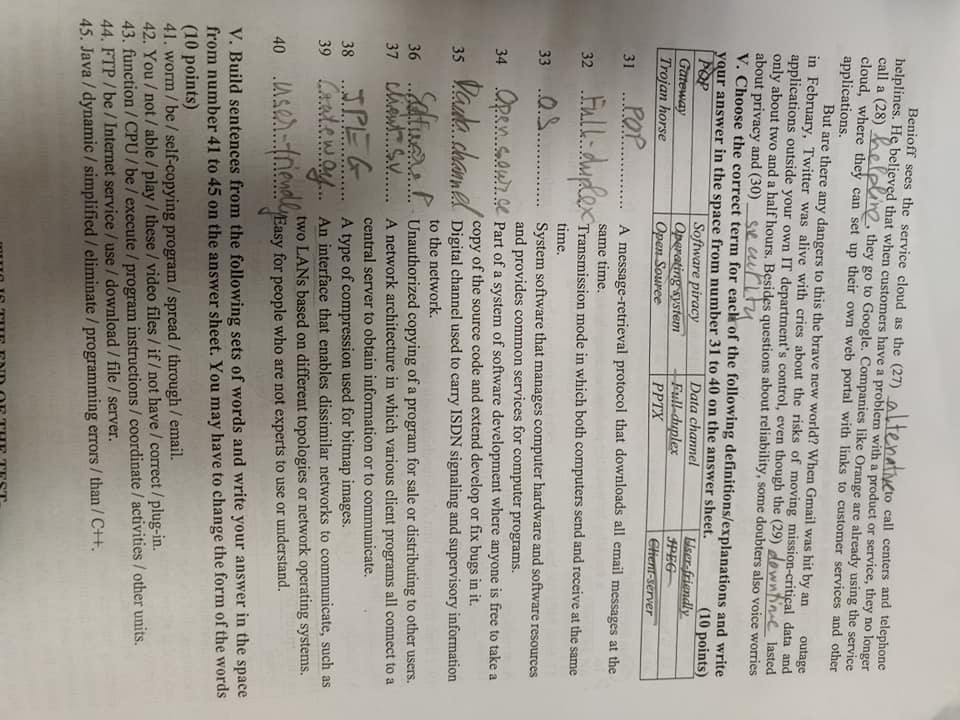 Benioff sees the service cloud as the (27) alternative to call centers and telephone
helplines. He believed that when customers have a problem with a product or service, they no longer
call a (28) helpline, they go to Google. Companies like Orange are already using the service
cloud, where they can set up their own web portal with links to customer services and other
applications.
But are there any dangers to this the brave new world? When Gmail was hit by an outage
in February, Twitter was alive with cries about the risks of moving mission-critical data and
applications outside your own IT department's control, even though the (29) downtime lasted
only about two and a half hours. Besides questions about reliability, some doubters also voice worries
about privacy and (30) security
V. Choose the correct term for each of the following definitions/explanations and write
your answer in the space from number 31 to 40 on the answer sheet. (10 points)
POP Software piracy Data channel User-friendly
Gateway Operating system Full-duplex JPEG
Trojan horse Open Source PPTX Client-server
31 POP A message-retrieval protocol that downloads all email messages at the
same time.
32 Full-duplex Transmission mode in which both computers send and receive at the same
time.
33 OS System software that manages computer hardware and software resources
and provides common services for computer programs.
34 Open source Part of a system of software development where anyone is free to take a
copy of the source code and extend develop or fix bugs in it.
35 Data channel Digital channel used to carry ISDN signaling and supervisory information
to the network.
36 Software P Unauthorized copying of a program for sale or distributing to other users.
37 Client SV A network architecture in which various client programs all connect to a
central server to obtain information or to communicate.
38 JPEG A type of compression used for bitmap images.
39 Gateway An interface that enables dissimilar networks to communicate, such as
two LANs based on different topologies or network operating systems.
40 user-friendly Easy for people who are not experts to use or understand.
V. Build sentences from the following sets of words and write your answer in the space
from number 41 to 45 on the answer sheet. You may have to change the form of the words
(10 points)
41. worm / be / self-copying program / spread / through / email.
42. You / not / able / play / these / video files / if / not have / correct / plug-in.
43. function / CPU / be / execute / program instructions / coordinate / activities / other units.
44. FTP / be / Internet service / use / download / file / server.
45. Java / dynamic / simplified / eliminate / programming errors / than / C++.
THIS IS THE END OF THE TEST